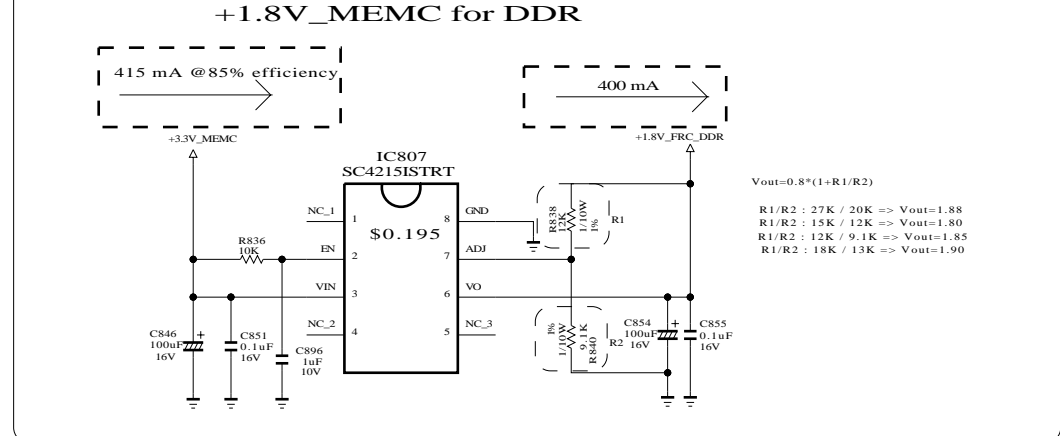 +1.8V_MEMC for DDR
415 mA @85% efficiency
400 mA
+3.3V_MEMC
+1.8V_FRC_DDR
IC807
SC4215ISTRT
Vout=0.8*(1+R1/R2)
R1/R2 : 27K / 20K => Vout=1.88
R1/R2 : 15K / 12K => Vout=1.80
R1/R2 : 12K / 9.1K => Vout=1.85
R1/R2 : 18K / 13K => Vout=1.90
NC_1
1
8
GND
$0.195
R838
12K
1/10W
1%
R1
R836
10K
EN
2
7
ADJ
VIN
3
6
VO
NC_2
4
5
NC_3
C846
100uF
16V
+
C851
0.1uF
16V
C896
1uF
10V
1%
1/10W
9.1K
R840
R2
C854
100uF
16V
+
C855
0.1uF
16V